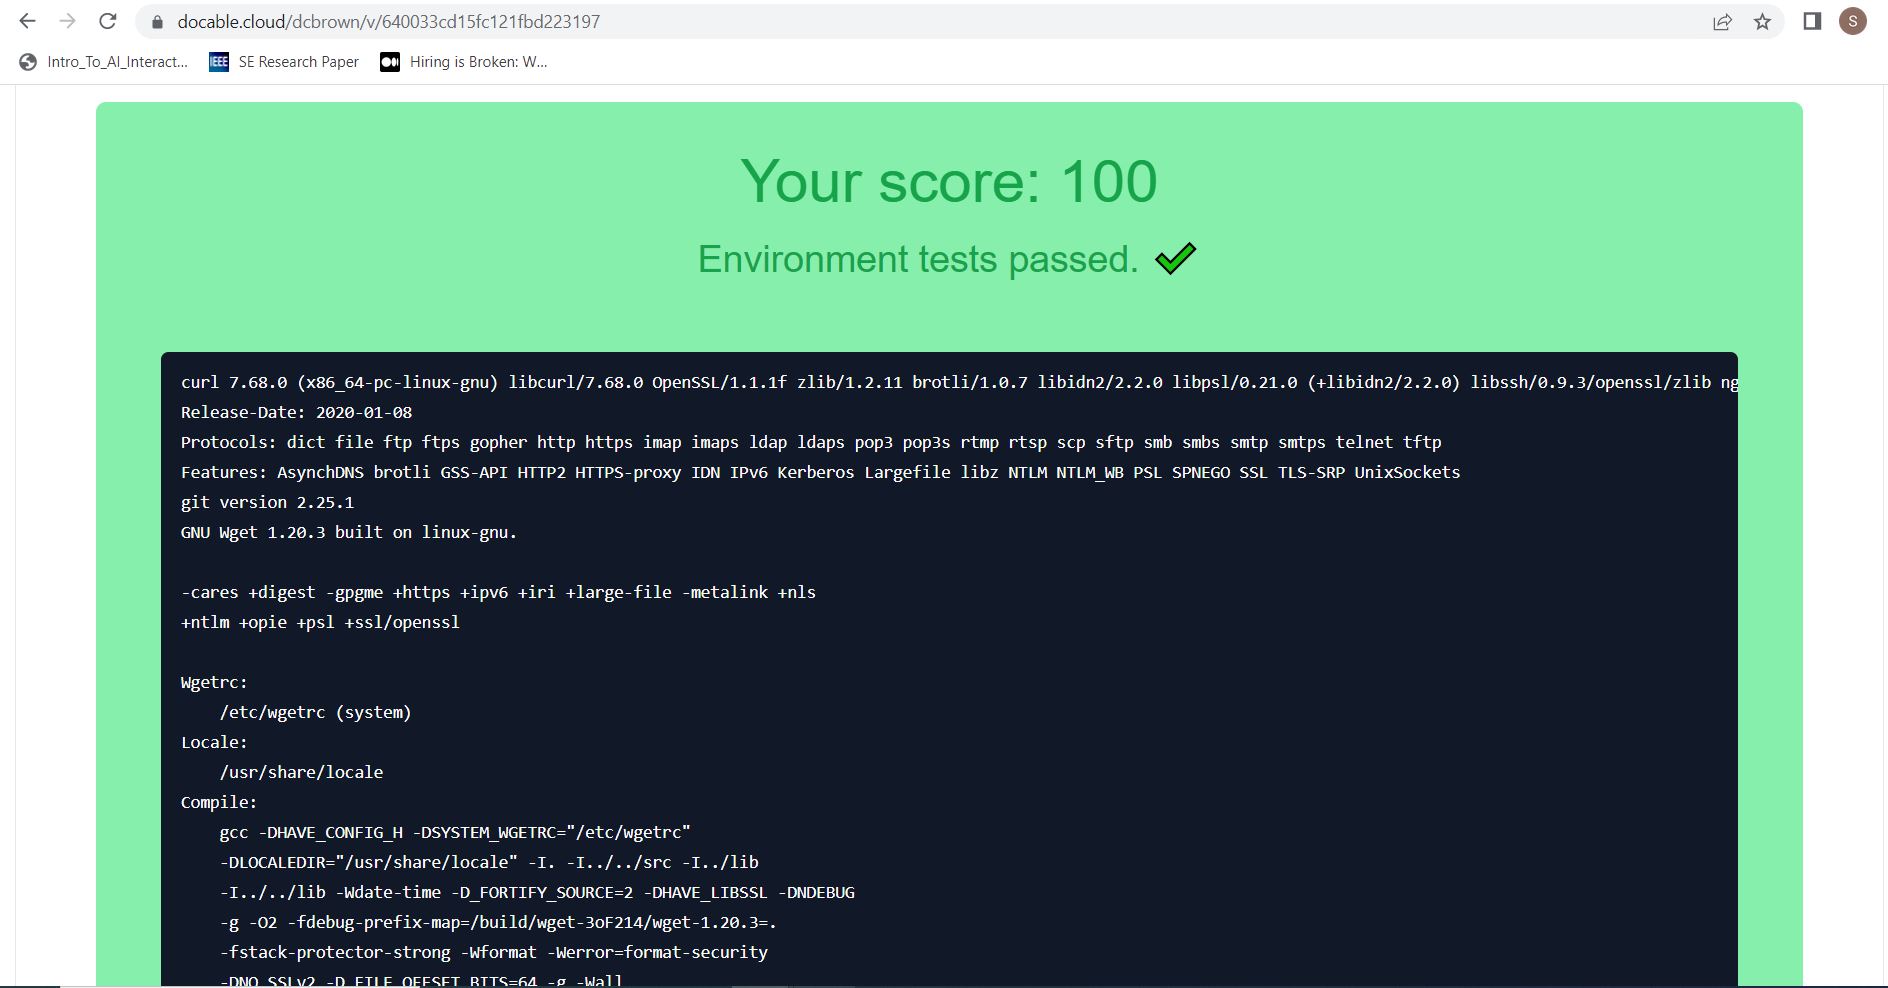 docable.cloud/dcbrown/v/640033cd15fc121fbd223197
S
Intro_To_AI_Interact... IEEE SE Research Paper Hiring is Broken: W...
Your score: 100
Environment tests passed.
curl 7.68.0 (x86_64-pc-linux-gnu) libcurl/7.68.0 OpenSSL/1.1.1f zlib/1.2.11 brotli/1.0.7 libidn2/2.2.0 libpsl/0.21.0 (+libidn2/2.2.0) libssh/0.9.3/openssl/zlib ng
Release-Date: 2020-01-08
Protocols: dict file ftp ftps gopher http https imap imaps ldap ldaps pop3 pop3s rtmp rtsp scp sftp smb smbs smtp smtps telnet tftp
Features: AsynchDNS brotli GSS-API HTTP2 HTTPS-proxy IDN IPv6 Kerberos Largefile libz NTLM NTLM_WB PSL SPNEGO SSL TLS-SRP UnixSockets
git version 2.25.1
GNU Wget 1.20.3 built on linux-gnu.
-cares +digest -gpgme +https +ipv6 +iri +large-file -metalink +nls
+ntlm +opie +psl +ssl/openssl
Wgetrc:
/etc/wgetrc (system)
Locale:
/usr/share/locale
Compile:
gcc -DHAVE_CONFIG_H -DSYSTEM_WGETRC="/etc/wgetrc"
-DLOCALEDIR="/usr/share/locale" -I. -I../../src -I../lib
-I../../lib -Wdate-time -D_FORTIFY_SOURCE=2 -DHAVE_LIBSSL -DNDEBUG
-g -O2 -fdebug-prefix-map=/build/wget-3oF214/wget-1.20.3=.
-fstack-protector-strong -Wformat -Werror=format-security
-DNO_SSLv2 -D_FILE_OFFSET_BITS=64 -g -Wall